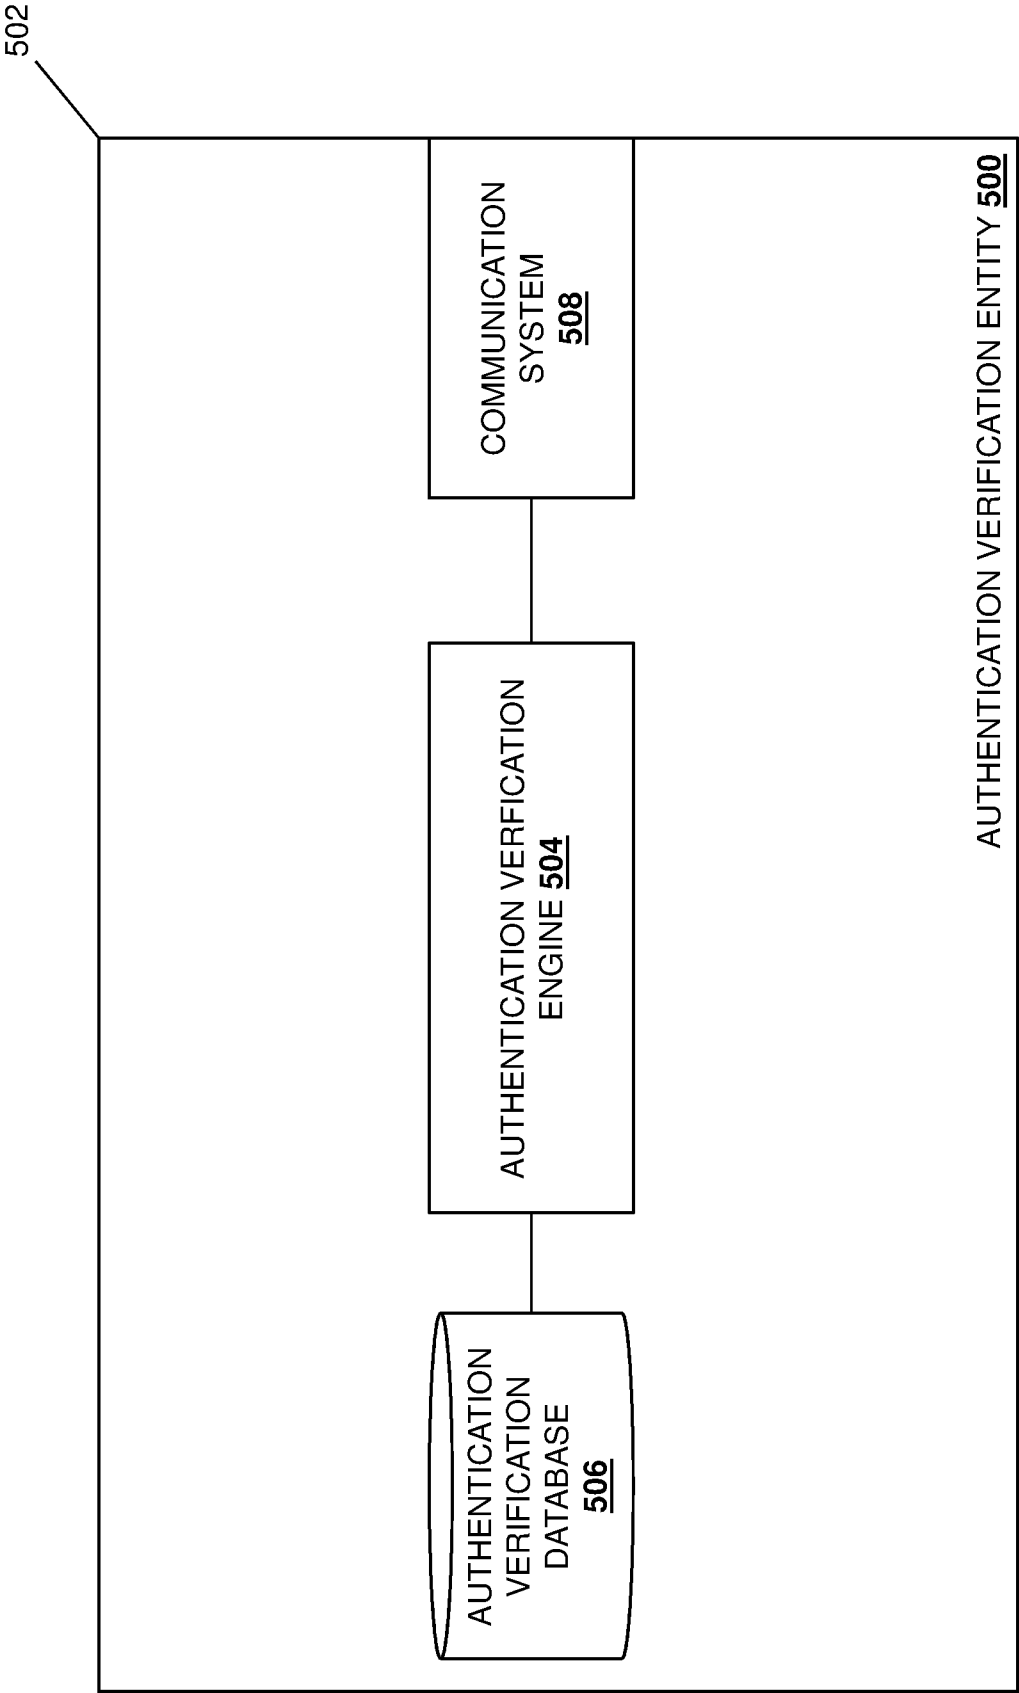 502
AUTHENTICATION
VERIFICATION
DATABASE
506
AUTHENTICATION VERFICATION
ENGINE 504
COMMUNICATION
SYSTEM
508
AUTHENTICATION VERIFICATION ENTITY 500